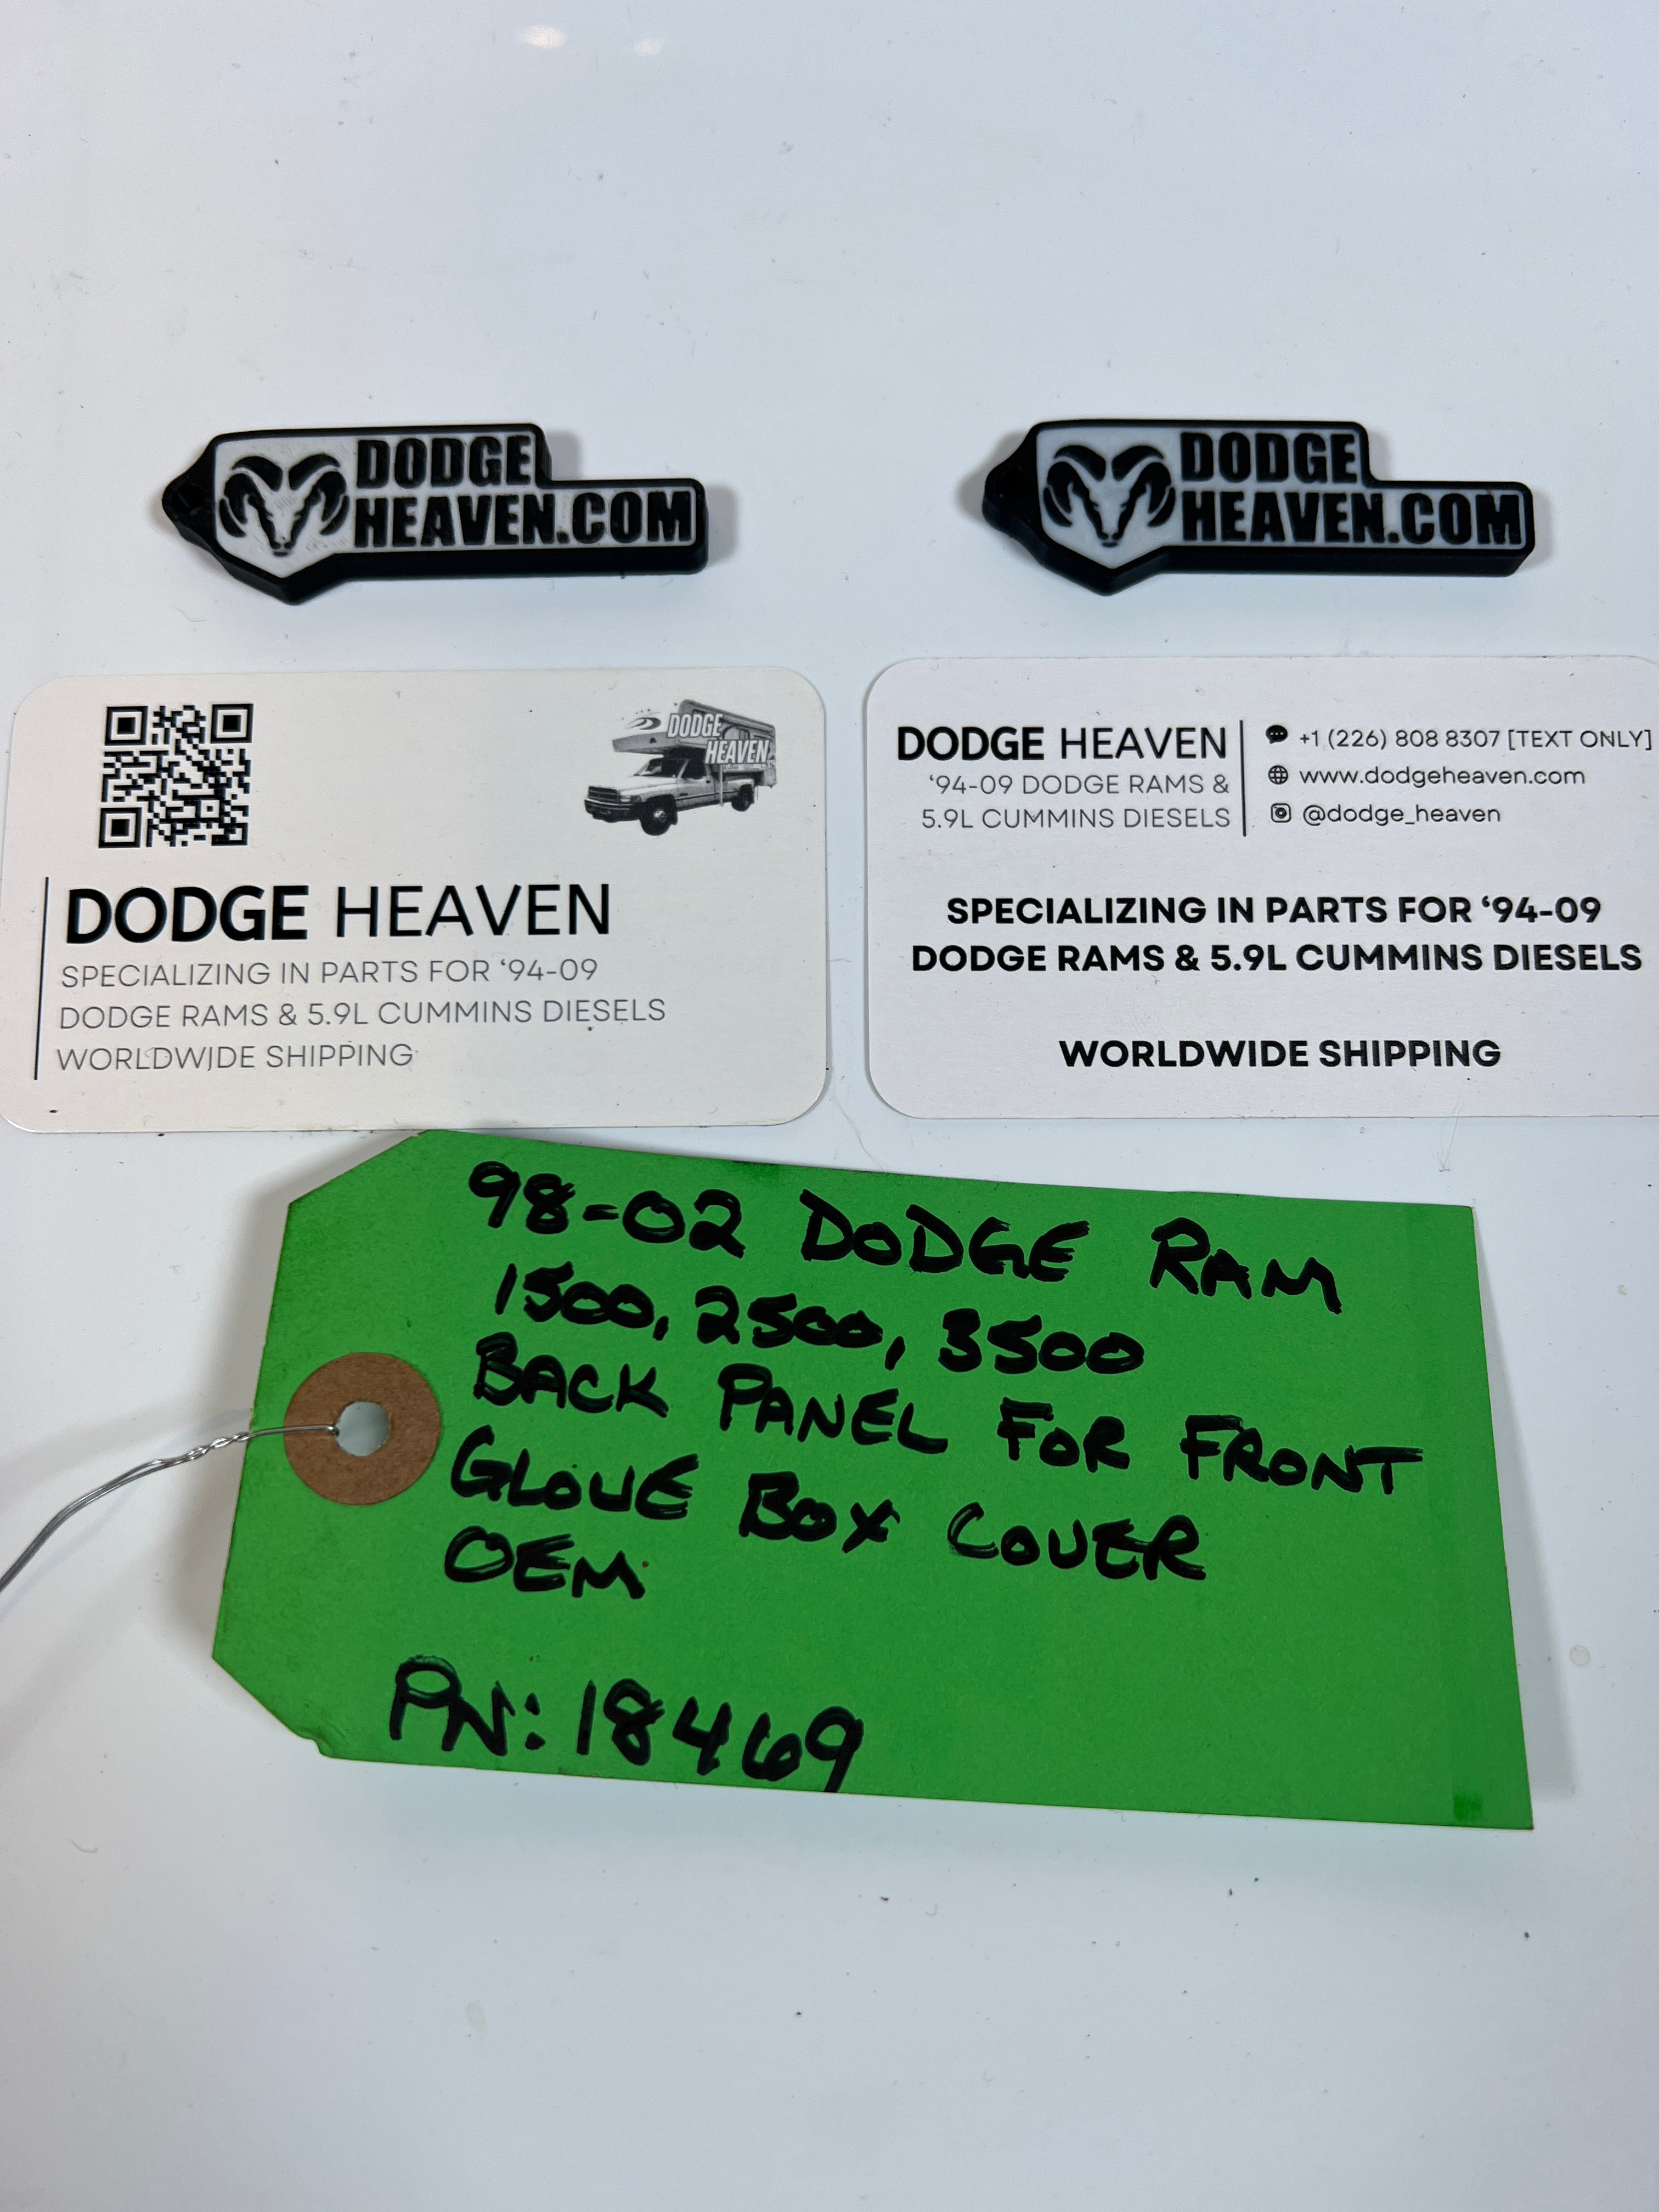 DODGE
HEAVEN.COM
DODGE
HEAVEN.COM
DODGE
HEAVEN
DODGE HEAVEN
SPECIALIZING IN PARTS FOR ‘94-09
DODGE RAMS & 5.9L CUMMINS DIESELS
WORLDWIDE SHIPPING
DODGE HEAVEN
‘94-09 DODGE RAMS &
5.9L CUMMINS DIESELS
+1 (226) 808 8307 [TEXT ONLY]
www.dodgeheaven.com
@dodge_heaven
SPECIALIZING IN PARTS FOR ‘94-09
DODGE RAMS & 5.9L CUMMINS DIESELS
WORLDWIDE SHIPPING
98-02 DODGE RAM
1500, 2500, 3500
BACK PANEL FOR FRONT
GLOVE BOX COVER
OEM
PN: 18469